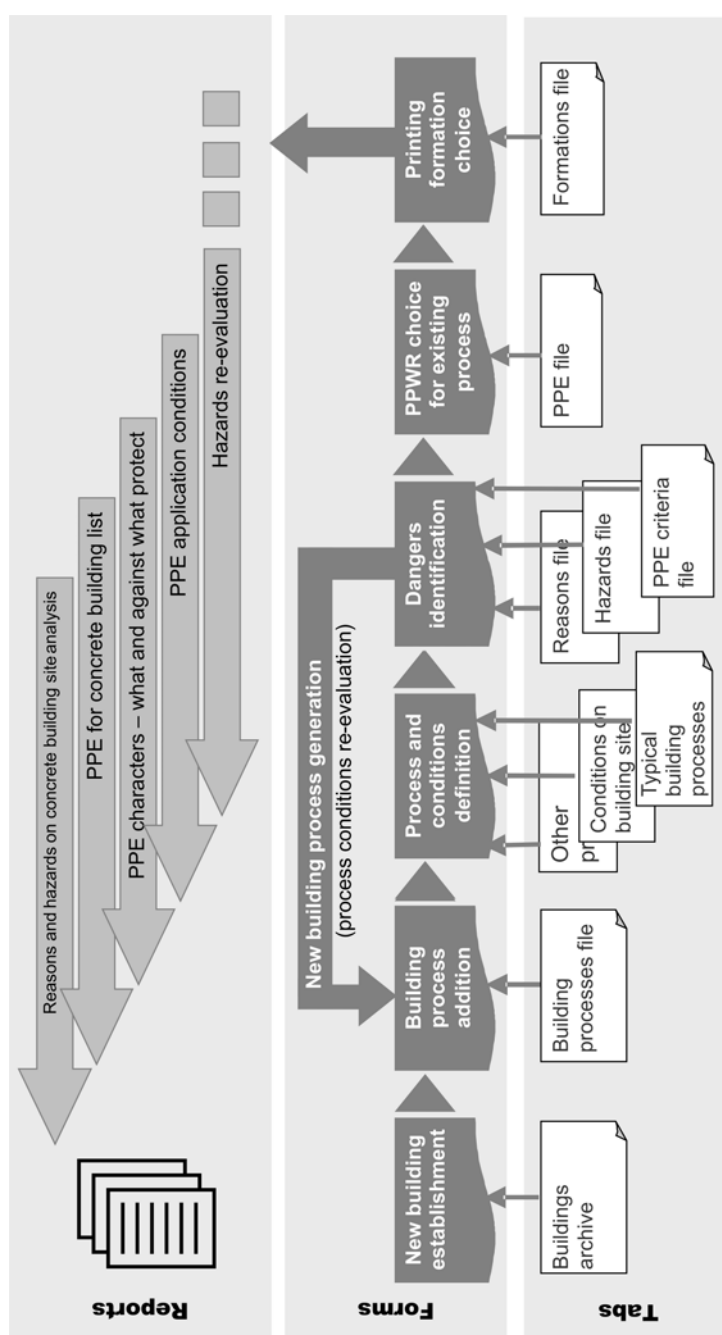 Reports
Reasons and hazards on concrete building site analysis
PPE for concrete building list
PPE characters – what and against what protect
PPE application conditions
Hazards re-evaluation
Forms
New building process generation
(process conditions re-evaluation)
New building
establishment
Building
process
addition
Process and
conditions
definition
Dangers
identification
PPWR choice
for existing
process
Printing
formation
choice
Tabs
Buildings
archive
Building
processes file
Other
pr
Conditions on
building site
Typical
building
processes
Reasons file
Hazards file
PPE criteria
file
PPE file
Formations file